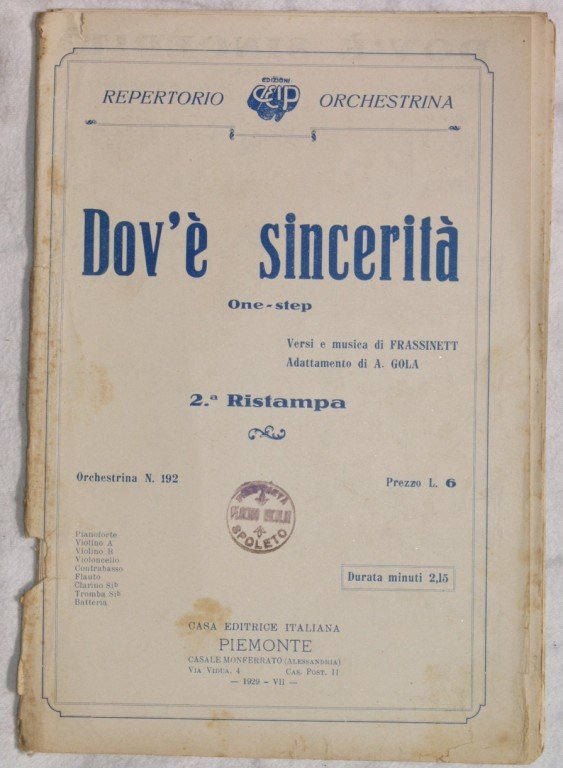 EDIZIONI
CEIP
REPERTORIO ORCHESTRINA
Dov'è sincerità
One-step
Versi e musica di FRASSINETT
Adattamento di A. GOLA
2.ª Ristampa
Orchestrina N. 192
Prezzo L. 6
SPOLETO
Pianoforte
Violino A
Violino B
Violoncello
Contrabasso
Flauto
Clarino Sib
Tromba Sib
Batteria
Durata minuti 2,15
CASA EDITRICE ITALIANA
PIEMONTE
CASALE MONFERRATO (ALESSANDRIA)
VIA VIDUA, 4 CAS. POST. 11
— 1929 - VII —